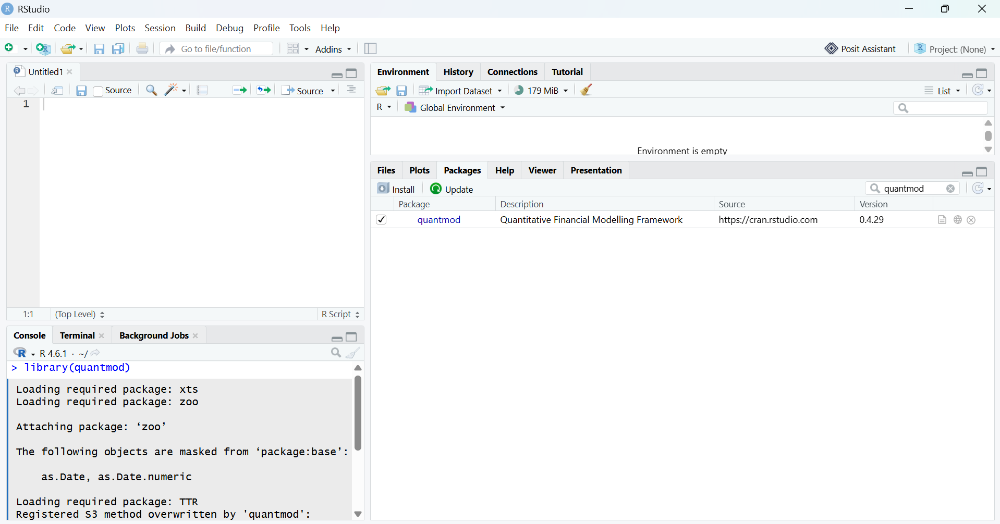 RStudio
File Edit Code View Plots Session Build Debug Profile Tools Help
Go to file/function Addins Posit Assistant Project: (None)
Untitled1
Source Source
1
1:1 (Top Level) R Script
Console Terminal Background Jobs
R 4.6.1 · ~/
> library(quantmod)
Loading required package: xts
Loading required package: zoo
Attaching package: ‘zoo’
The following objects are masked from ‘package:base’:
as.Date, as.Date.numeric
Loading required package: TTR
Registered S3 method overwritten by 'quantmod':
Environment History Connections Tutorial
Import Dataset 179 MiB List
R Global Environment
Environment is empty
Files Plots Packages Help Viewer Presentation
Install Update quantmod
Package Description Source Version
quantmod Quantitative Financial Modelling Framework https://cran.rstudio.com 0.4.29